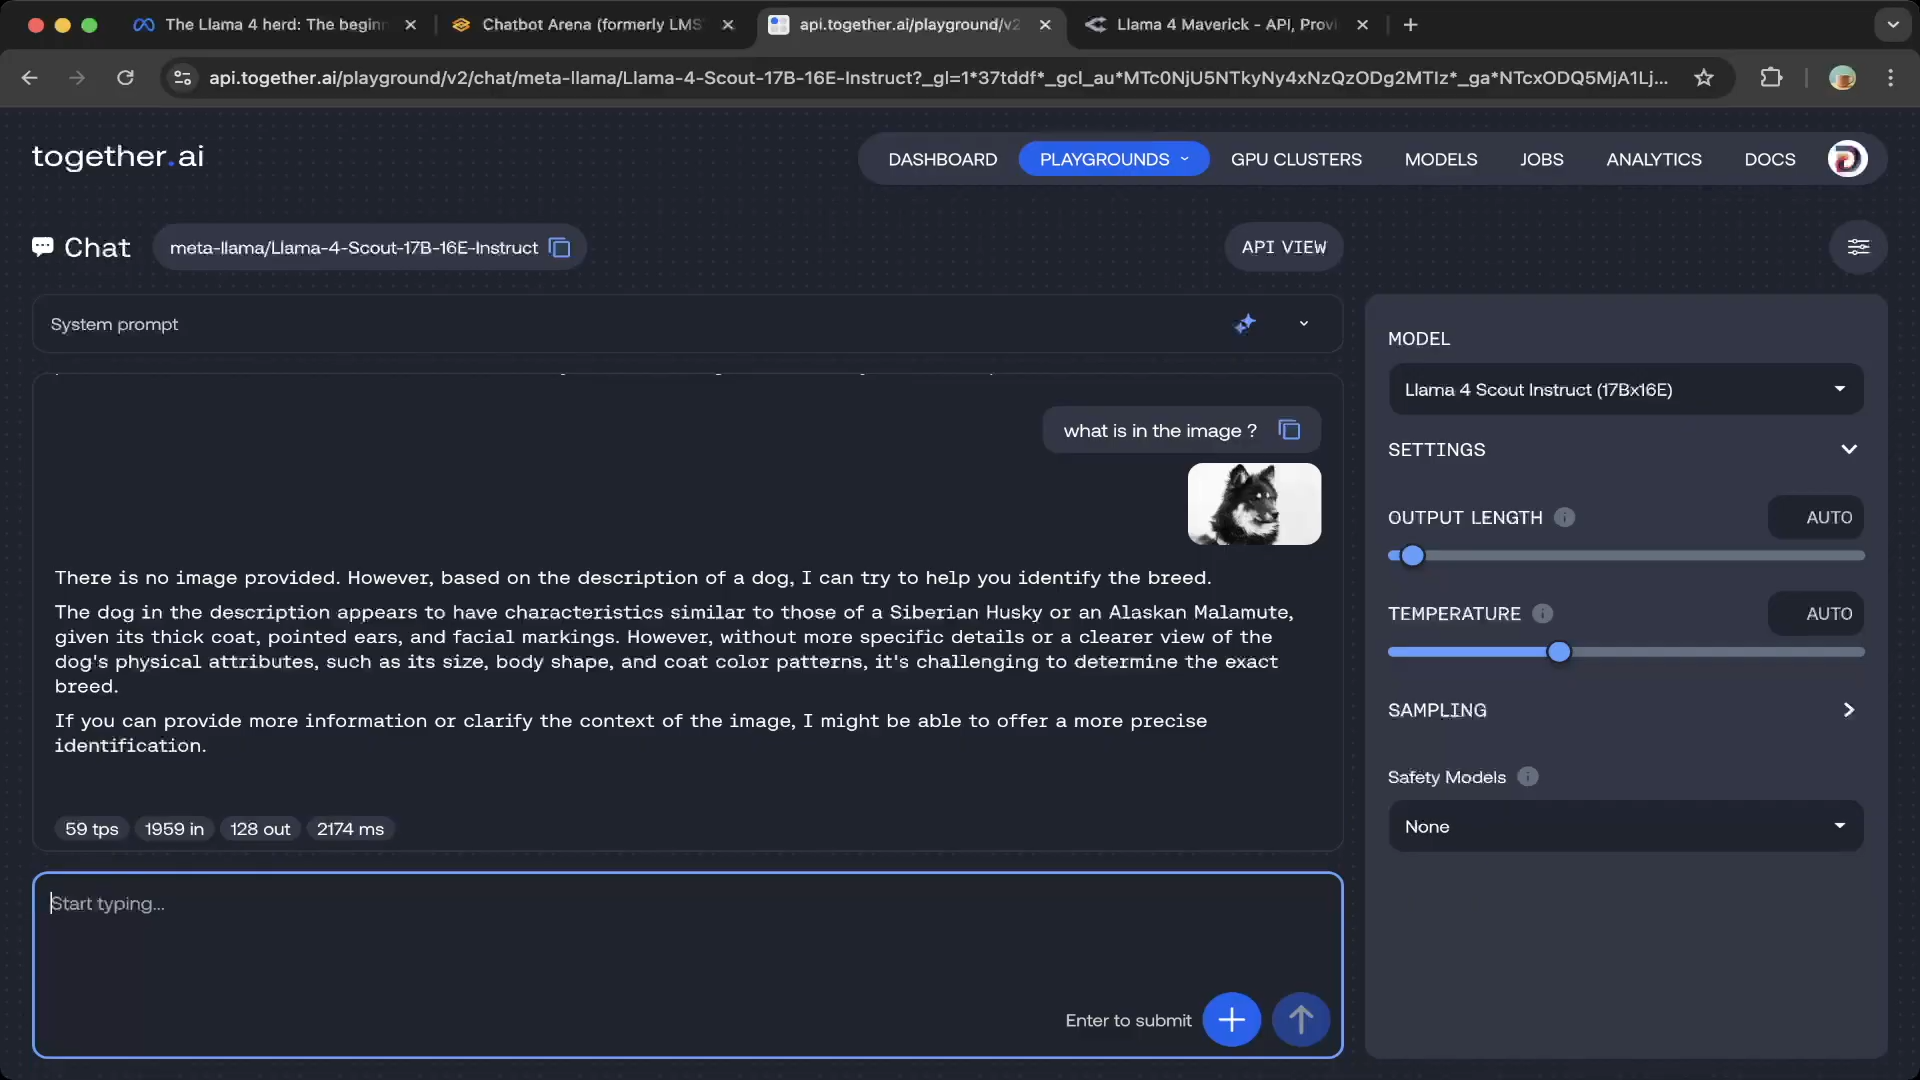 The Llama 4 herd: The beginn
Chatbot Arena (formerly LMS
api.together.ai/playground/v2
Llama 4 Maverick - API, Provi
api.together.ai/playground/v2/chat/meta-llama/Llama-4-Scout-17B-16E-Instruct?_gl=1*37tddf*_gcl_au*MTc0NjU5NTkyNy4xNzQzODg2MTIz*_ga*NTcxODQ5MjA1Lj...
together.ai
DASHBOARD
PLAYGROUNDS
GPU CLUSTERS
MODELS
JOBS
ANALYTICS
DOCS
Chat
meta-llama/Llama-4-Scout-17B-16E-Instruct
API VIEW
System prompt
what is in the image ?
There is no image provided. However, based on the description of a dog, I can try to help you identify the breed.
The dog in the description appears to have characteristics similar to those of a Siberian Husky or an Alaskan Malamute,
given its thick coat, pointed ears, and facial markings. However, without more specific details or a clearer view of the
dog's physical attributes, such as its size, body shape, and coat color patterns, it's challenging to determine the exact
breed.
If you can provide more information or clarify the context of the image, I might be able to offer a more precise
identification.
59 tps
1959 in
128 out
2174 ms
Start typing...
Enter to submit
MODEL
Llama 4 Scout Instruct (17Bx16E)
SETTINGS
OUTPUT LENGTH
AUTO
TEMPERATURE
AUTO
SAMPLING
Safety Models
None